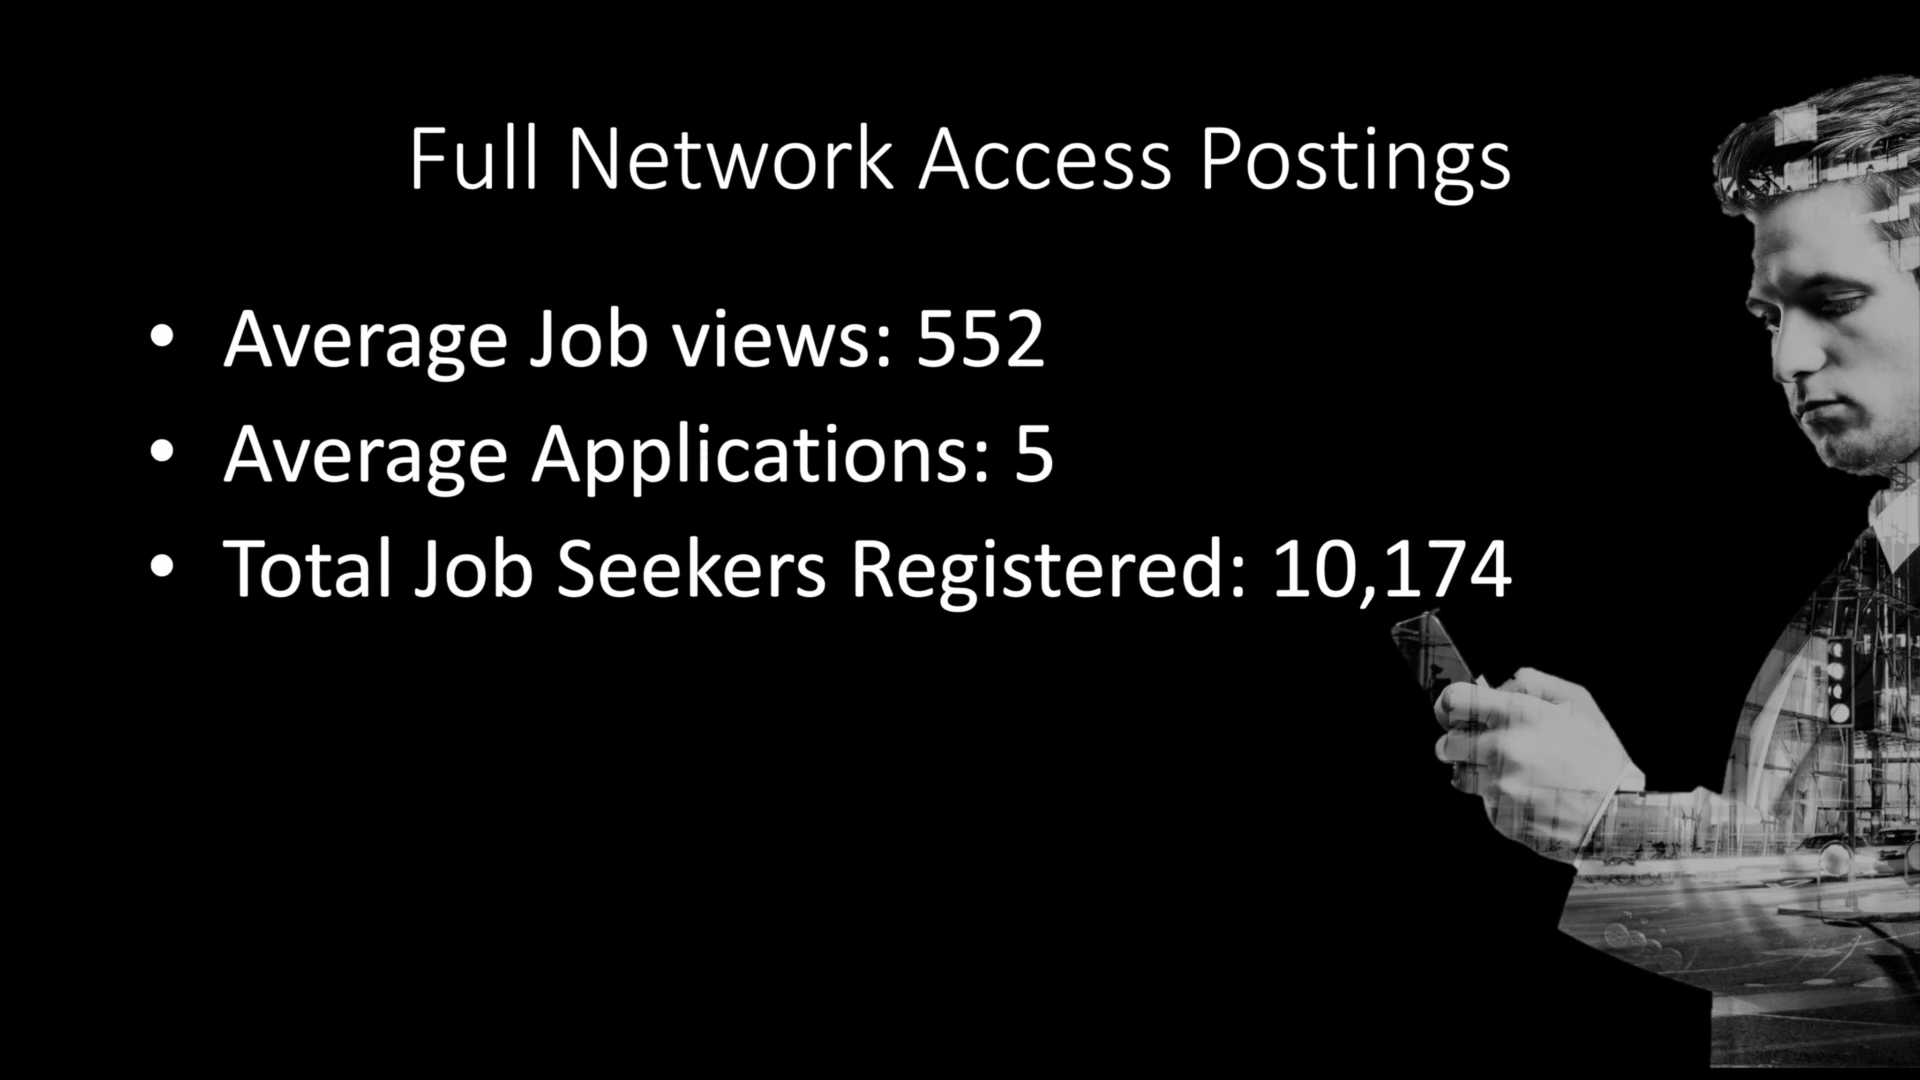 Full Network Access Postings
• Average Job views: 552
• Average Applications: 5
• Total Job Seekers Registered: 10,174